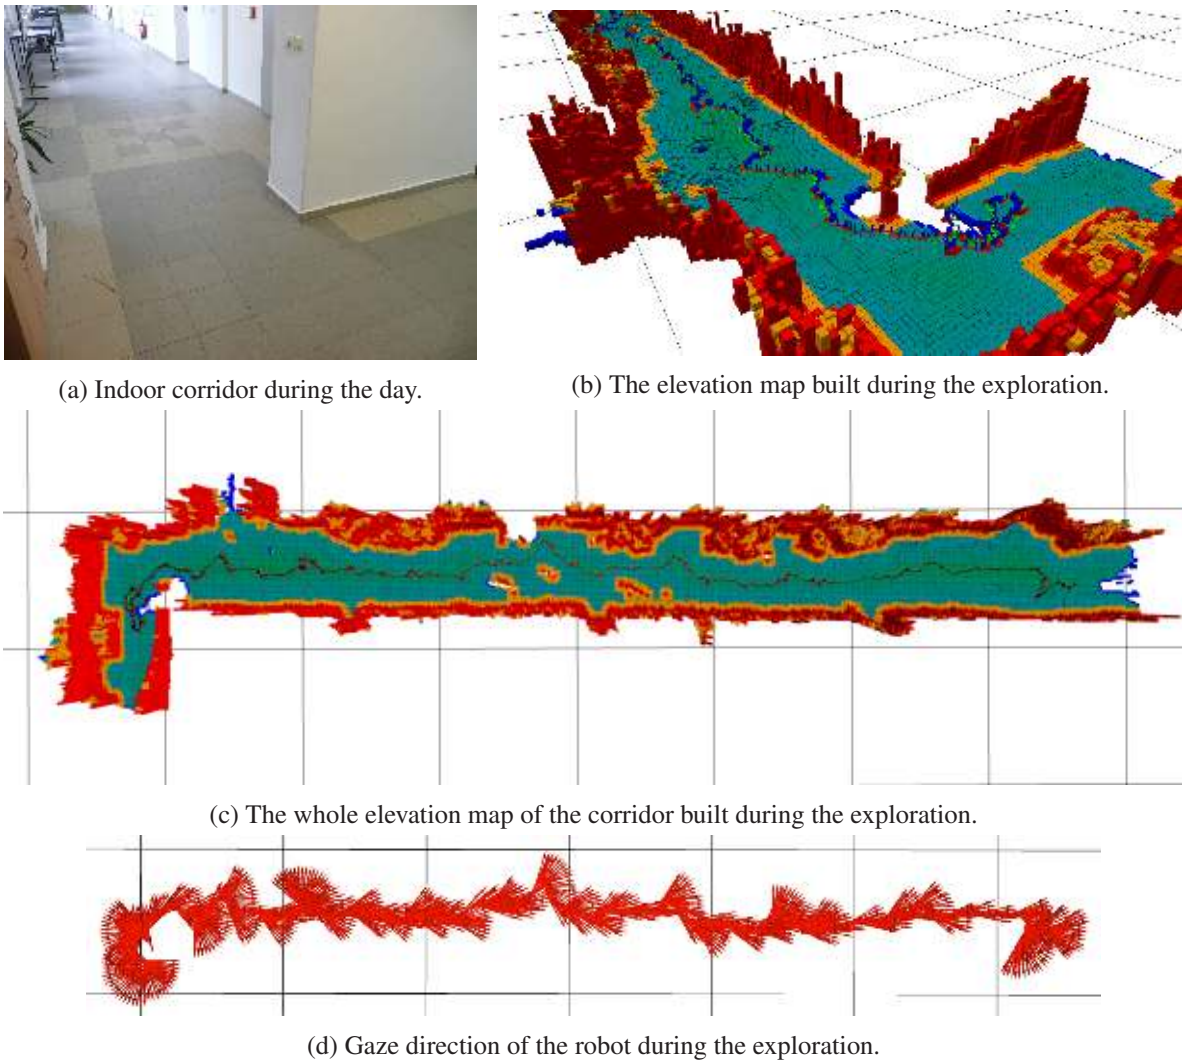 (a) Indoor corridor during the day.
(b) The elevation map built during the exploration.
(c) The whole elevation map of the corridor built during the exploration.
(d) Gaze direction of the robot during the exploration.